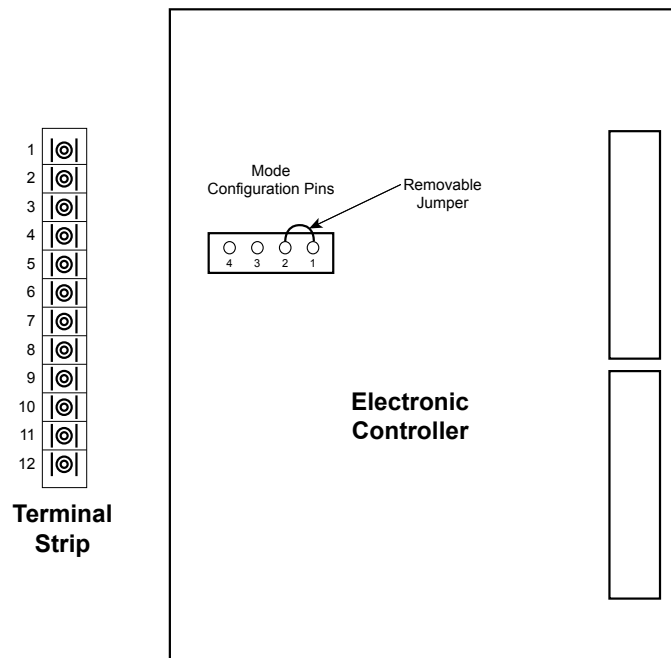 1
2
3
4
5
6
7
8
9
10
11
12
Terminal
Strip
Mode
Configuration Pins
Removable
Jumper
4 3 2 1
Electronic
Controller